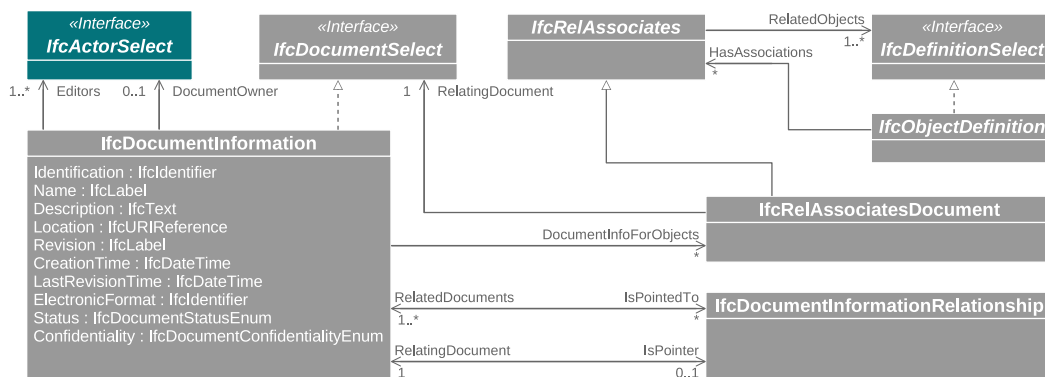 «Interface»
IfcActorSelect
«Interface»
IfcDocumentSelect
IfcRelAssociates
RelatedObjects
1..*
HasAssociations
*
«Interface»
IfcDefinitionSelect
1..*
Editors
0..1
DocumentOwner
1
RelatingDocument
IfcObjectDefinition
IfcDocumentInformation
Identification : IfcIdentifier
Name : IfcLabel
Description : IfcText
Location : IfcURIReference
Revision : IfcLabel
CreationTime : IfcDateTime
LastRevisionTime : IfcDateTime
ElectronicFormat : IfcIdentifier
Status : IfcDocumentStatusEnum
Confidentiality : IfcDocumentConfidentialityEnum
IfcRelAssociatesDocument
DocumentInfoForObjects
*
RelatedDocuments
1..*
IsPointedTo
*
IfcDocumentInformationRelationship
RelatingDocument
1
IsPointer
0..1